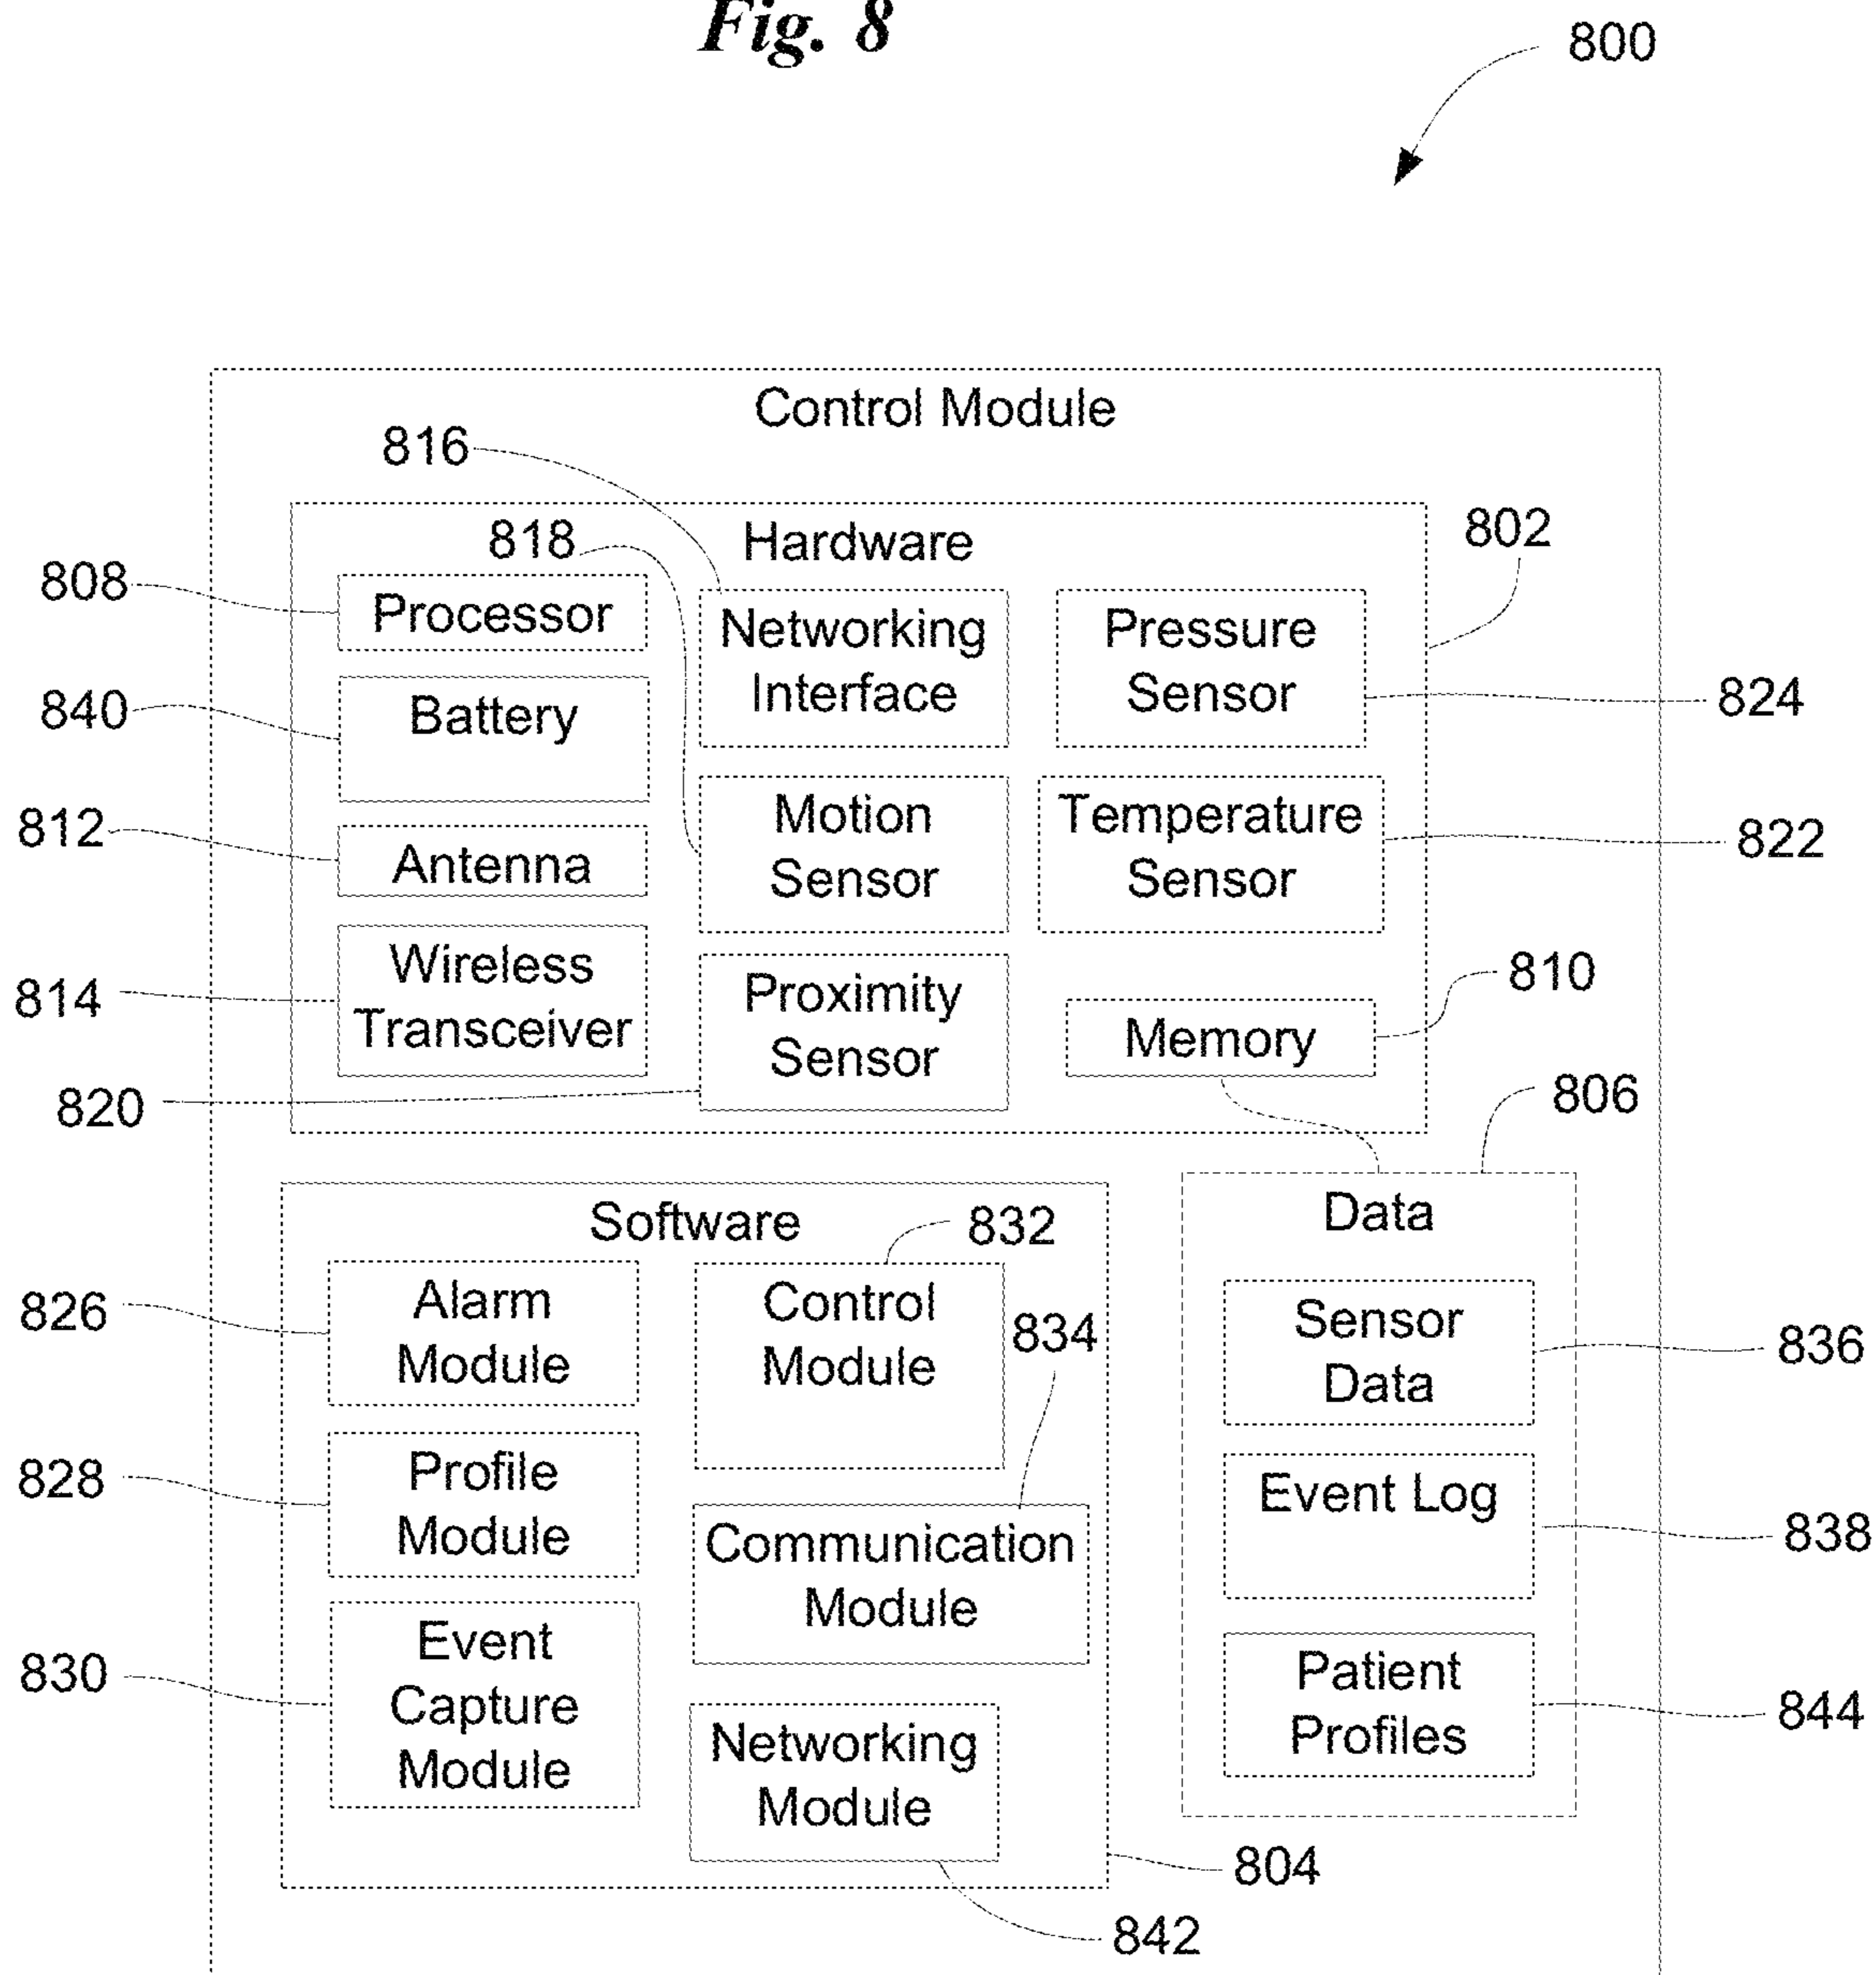 Fig. 8
800
Control Module
816
Hardware
818
802
808
Processor
Networking
Interface
Pressure
Sensor
840
Battery
824
812
Antenna
Motion
Sensor
Temperature
Sensor
822
814
Wireless
Transceiver
Proximity
Sensor
810
Memory
820
806
Software
832
Data
826
Alarm
Module
Control
Module
834
Sensor
Data
836
828
Profile
Module
Communication
Module
Event Log
838
830
Event
Capture
Module
Networking
Module
Patient
Profiles
844
804
842